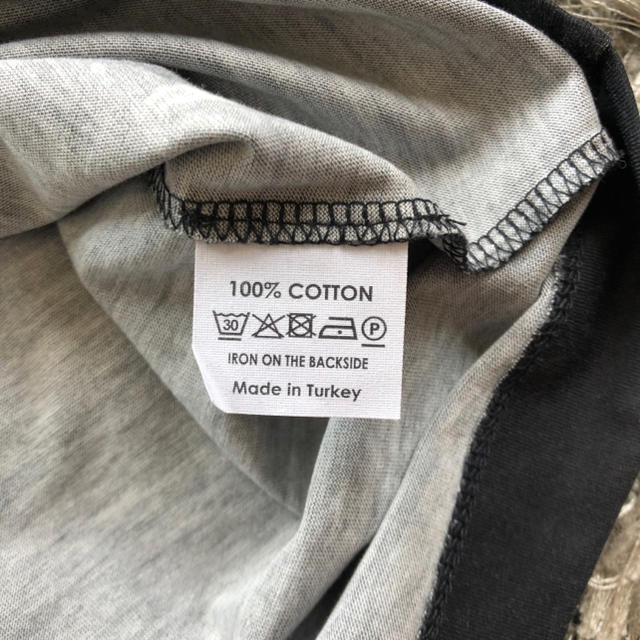 100% COTTON
30 P
IRON ON THE BACKSIDE
Made in Turkey